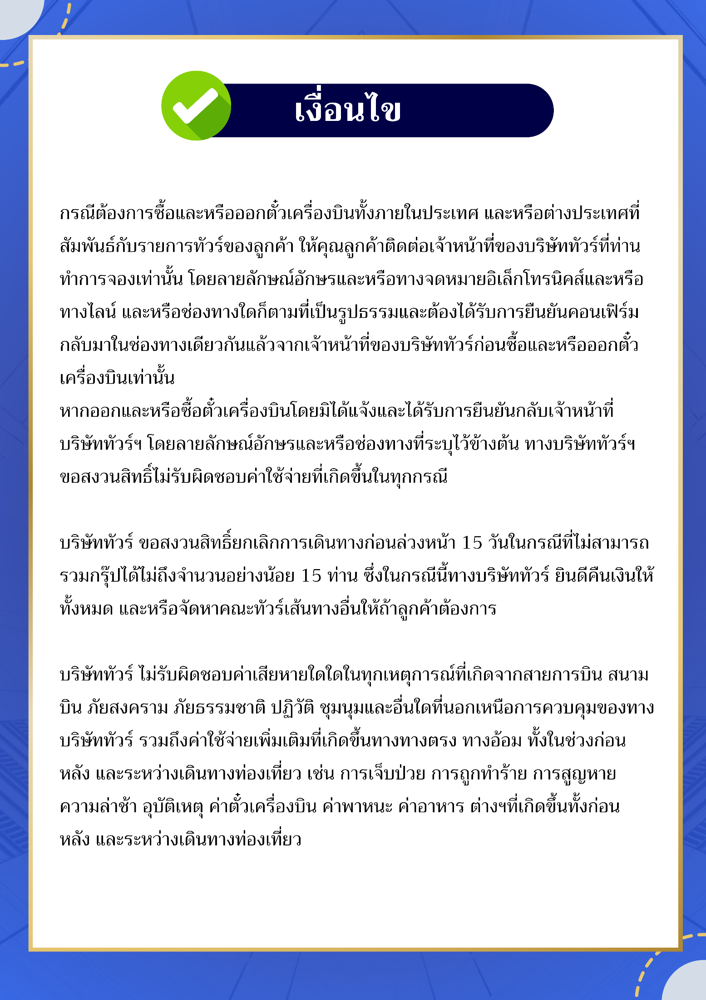 เงื่อนไข
กรณีต้องการซื้อและหรือออกตั๋วเครื่องบินทั้งภายในประเทศ และหรือต่างประเทศที่
สัมพันธ์กับรายการทัวร์ของลูกค้า ให้คุณลูกค้าติดต่อเจ้าหน้าที่ของบริษัททัวร์ที่ท่าน
ทำการจองเท่านั้น โดยลายลักษณ์อักษรและหรือทางจดหมายอิเล็กโทรนิคส์และหรือ
ทางไลน์ และหรือช่องทางใดก็ตามที่เป็นรูปธรรมและต้องได้รับการยืนยันคอนเฟิร์ม
กลับมาในช่องทางเดียวกันแล้วจากเจ้าหน้าที่ของบริษัททัวร์ก่อนซื้อและหรือออกตั๋ว
เครื่องบินเท่านั้น
หากออกและหรือซื้อตั๋วเครื่องบินโดยมิได้แจ้งและได้รับการยืนยันกลับเจ้าหน้าที่
บริษัททัวร์ฯ โดยลายลักษณ์อักษรและหรือช่องทางที่ระบุไว้ข้างต้น ทางบริษัททัวร์ฯ
ขอสงวนสิทธิ์ไม่รับผิดชอบค่าใช้จ่ายที่เกิดขึ้นในทุกกรณี
บริษัททัวร์ ขอสงวนสิทธิ์ยกเลิกการเดินทางก่อนล่วงหน้า 15 วันในกรณีที่ไม่สามารถ
รวมกรุ๊ปได้ไม่ถึงจำนวนอย่างน้อย 15 ท่าน ซึ่งในกรณีนี้ทางบริษัททัวร์ ยินดีคืนเงินให้
ทั้งหมด และหรือจัดหาคณะทัวร์เส้นทางอื่นให้ถ้าลูกค้าต้องการ
บริษัททัวร์ ไม่รับผิดชอบค่าเสียหายใดใดในทุกเหตุการณ์ที่เกิดจากสายการบิน สนาม
บิน ภัยสงคราม ภัยธรรมชาติ ปฏิวัติ ชุมนุมและอื่นใดที่นอกเหนือการควบคุมของทาง
บริษัททัวร์ รวมถึงค่าใช้จ่ายเพิ่มเติมที่เกิดขึ้นทางทางตรง ทางอ้อม ทั้งในช่วงก่อน
หลัง และระหว่างเดินทางท่องเที่ยว เช่น การเจ็บป่วย การถูกทำร้าย การสูญหาย
ความล่าช้า อุบัติเหตุ ค่าตั๋วเครื่องบิน ค่าพาหนะ ค่าอาหาร ต่างฯที่เกิดขึ้นทั้งก่อน
หลัง และระหว่างเดินทางท่องเที่ยว